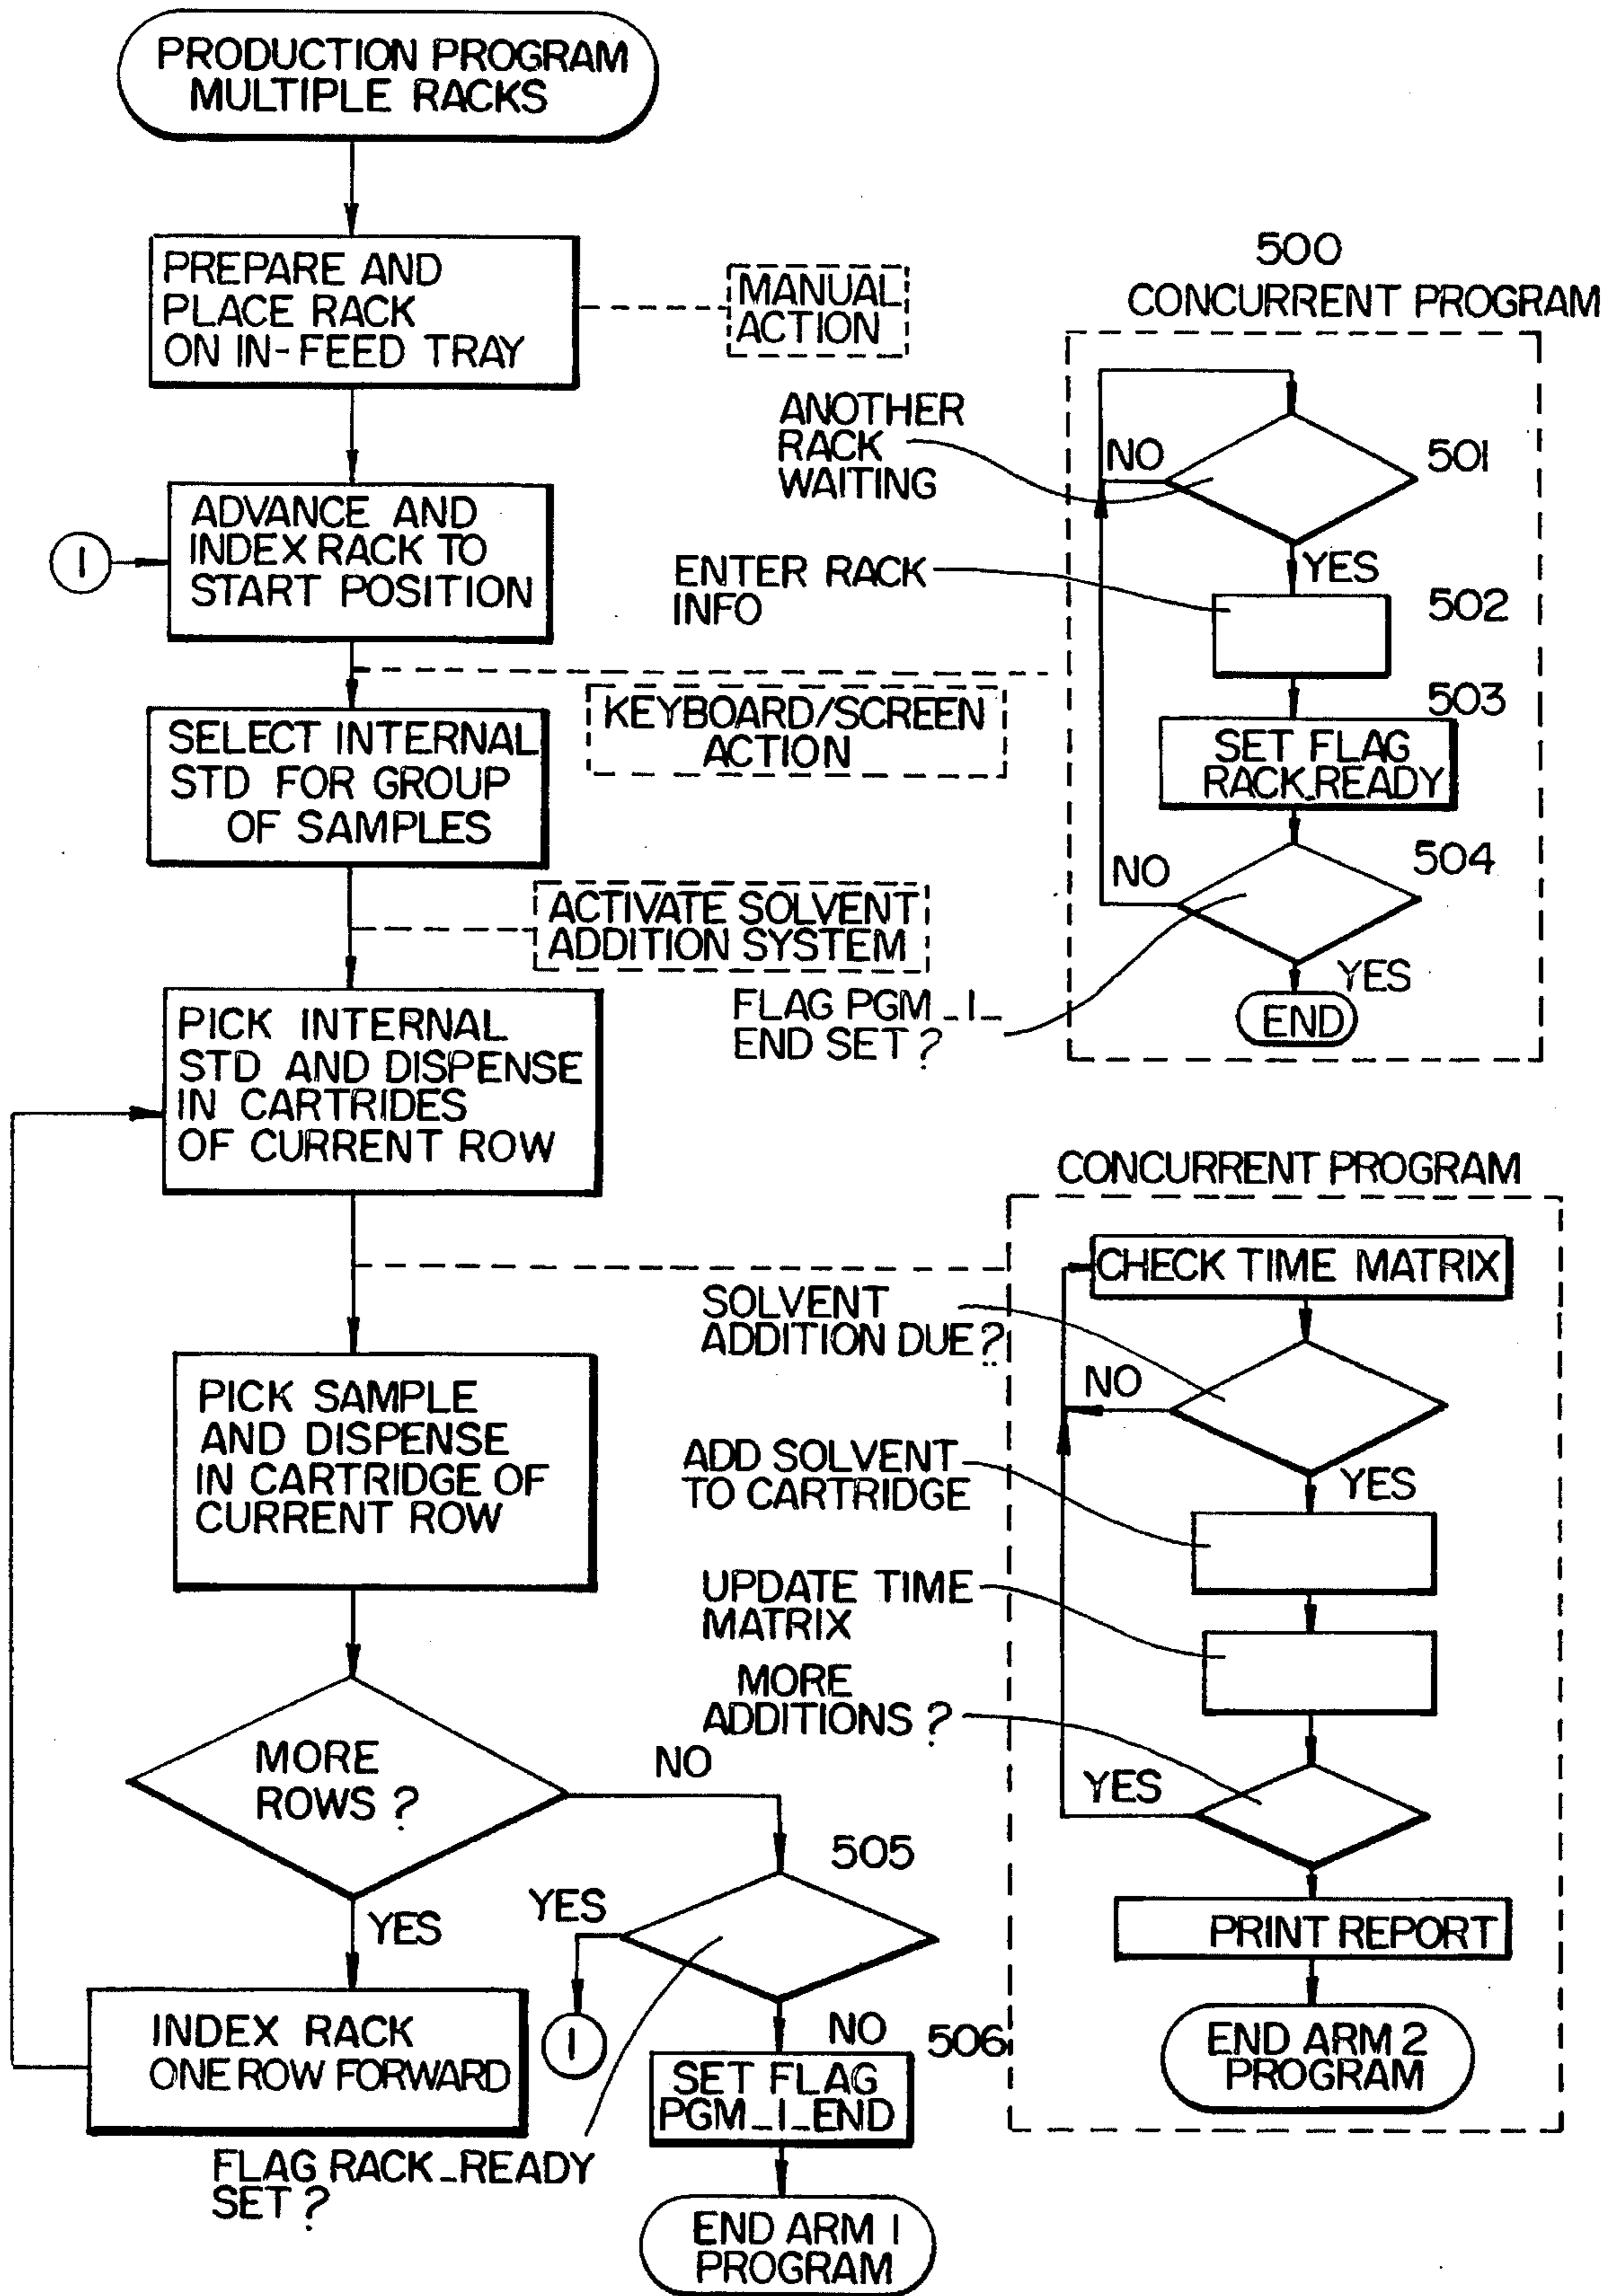 PRODUCTION PROGRAM
MULTIPLE RACKS
PREPARE AND
PLACE RACK
ON IN-FEED TRAY
MANUAL
ACTION
1
ADVANCE AND
INDEX RACK TO
START POSITION
KEYBOARD/SCREEN
ACTION
SELECT INTERNAL
STD FOR GROUP
OF SAMPLES
ACTIVATE SOLVENT
ADDITION SYSTEM
PICK INTERNAL
STD AND DISPENSE
IN CARTRIDES
OF CURRENT ROW
PICK SAMPLE
AND DISPENSE
IN CARTRIDGE OF
CURRENT ROW
MORE
ROWS ?
NO
YES
INDEX RACK
ONE ROW FORWARD
505
YES
1
NO
FLAG RACK_READY
SET ?
506
SET FLAG
PGM_1_END
END ARM 1
PROGRAM
500
CONCURRENT PROGRAM
ANOTHER
RACK
WAITING
NO
501
YES
ENTER RACK
INFO
502
503
SET FLAG
RACK_READY
504
NO
YES
FLAG PGM_1_
END SET ?
END
CONCURRENT PROGRAM
CHECK TIME MATRIX
SOLVENT
ADDITION DUE?
NO
YES
ADD SOLVENT
TO CARTRIDGE
UPDATE TIME
MATRIX
MORE
ADDITIONS ?
YES
PRINT REPORT
END ARM 2
PROGRAM